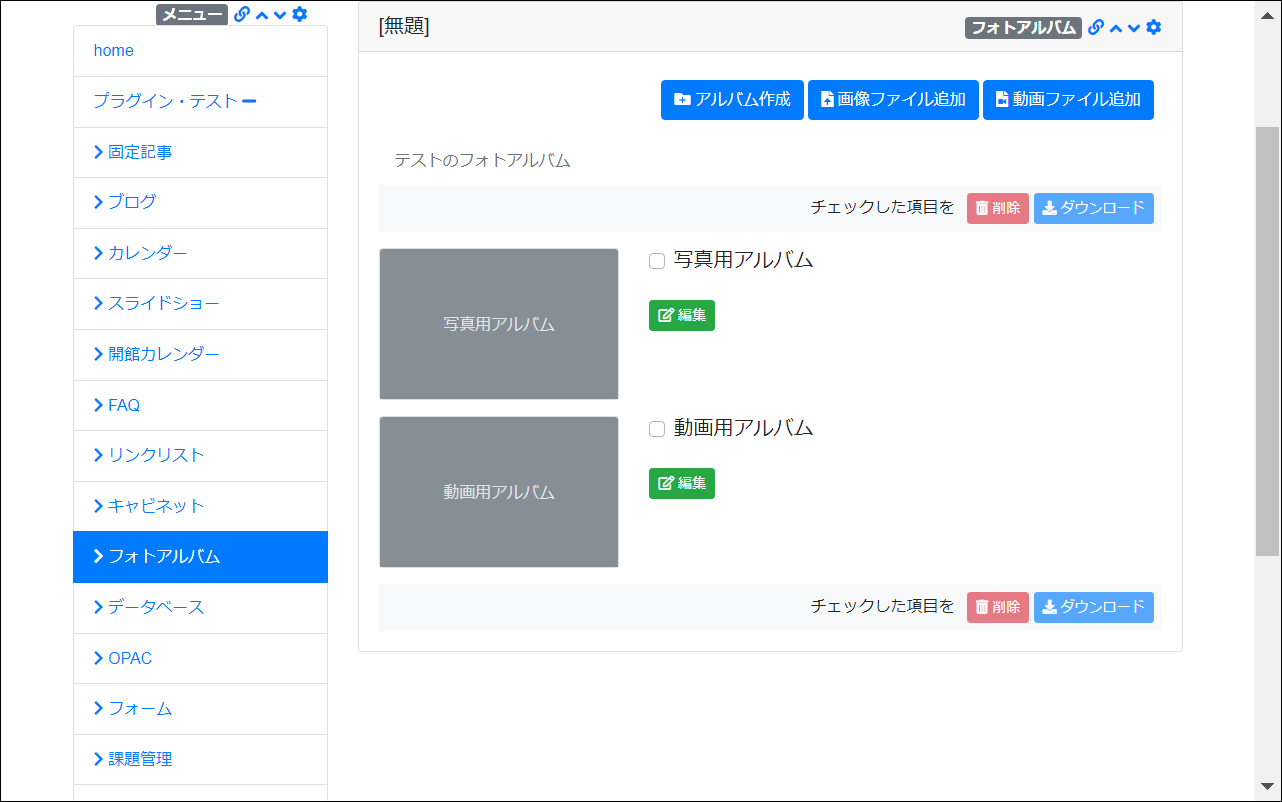 メニュー
home
プラグイン・テスト
固定記事
ブログ
カレンダー
スライドショー
開館カレンダー
FAQ
リンクリスト
キャビネット
フォトアルバム
データベース
OPAC
フォーム
課題管理
[無題]
フォトアルバム
アルバム作成 画像ファイル追加 動画ファイル追加
テストのフォトアルバム
チェックした項目を 削除 ダウンロード
写真用アルバム
写真用アルバム
編集
動画用アルバム
動画用アルバム
編集
チェックした項目を 削除 ダウンロード